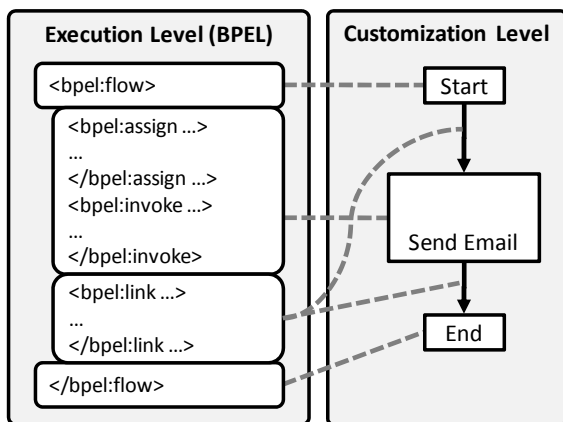 Execution Level (BPEL)
<bpel:flow>
<bpel:assign ...>
...
</bpel:assign ...>
<bpel:invoke ...>
...
</bpel:invoke>
<bpel:link ...>
...
</bpel:link ...>
</bpel:flow>
Customization Level
Start
Send Email
End